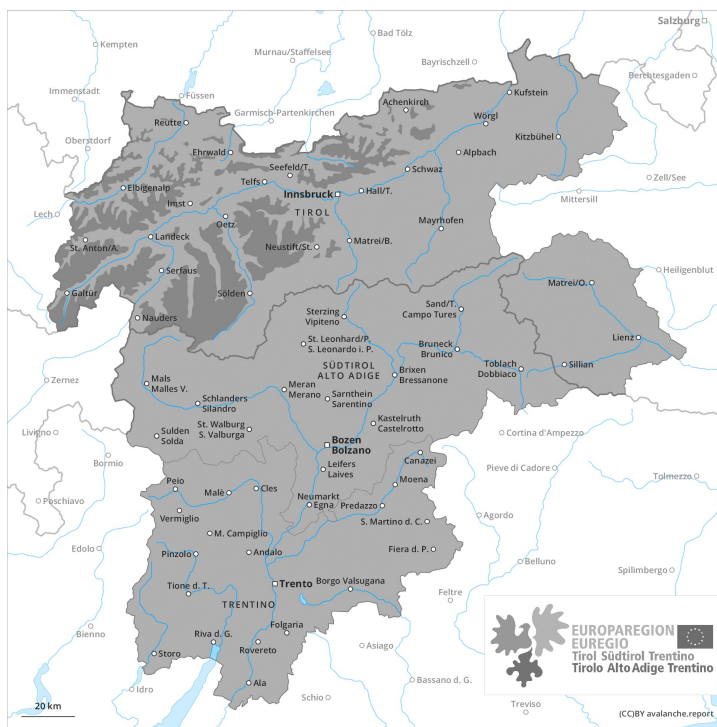 Salzburg
Kempten
Bad Tölz
Murnau/Staffelsee
Bayrischzell
Berchtesgaden
Immenstadt
Füssen
Garmisch-Partenkirchen
Achenkirch
Kufstein
Reutte
Wörgl
Oberstdorf
Ehrwald
Kitzbühel
Alpbach
Seefeld/T.
Schwaz
Telfs
Zell/See
Elbigenalp
Innsbruck
Hall/T.
Mittersill
Imst
TIROL
Lech
Oetz
Mayrhofen
Landeck
St. Anton/A.
Neustift/St.
Matrei/B.
Serfaus
Heiligenblut
Galtür
Sölden
Matrei/O.
Nauders
Sand/T.
Campo Tures
Sterzing
Vipiteno
Lienz
St. Leonhard/P.
S. Leonardo i. P.
Bruneck
Brunico
SÜDTIROL
ALTO ADIGE
Toblach
Dobbiaco
Sillian
Brixen
Bressanone
Zernez
Mals
Malles V.
Meran
Merano
Schlanders
Silandro
Sarnthein
Sarentino
St. Walburg
S. Valburga
Kastelruth
Castelrotto
Livigno
Sulden
Solda
Bozen
Bolzano
Cortina d'Ampezzo
Bormio
Canazei
Leifers
Laives
Pieve di Cadore
Tolmezzo
Peio
Malè
Cles
Moena
Poschiavo
Neumarkt
Egna
Predazzo
Vermiglio
S. Martino d. C.
Agordo
M. Campiglio
Edolo
Pinzolo
Andalo
Fiera d. P.
Belluno
Spilimbergo
Trento
Tione d. T.
Borgo Valsugana
Feltre
TRENTINO
Folgaria
Bienno
Riva d. G.
Rovereto
Asiago
Storo
Idro
Ala
Schio
Bassano d. G.
Treviso
EUROPAREGION
EUREGIO
Tirol Südtirol Trentino
Tirolo Alto Adige Trentino
20 km
(CC)BY avalanche.report